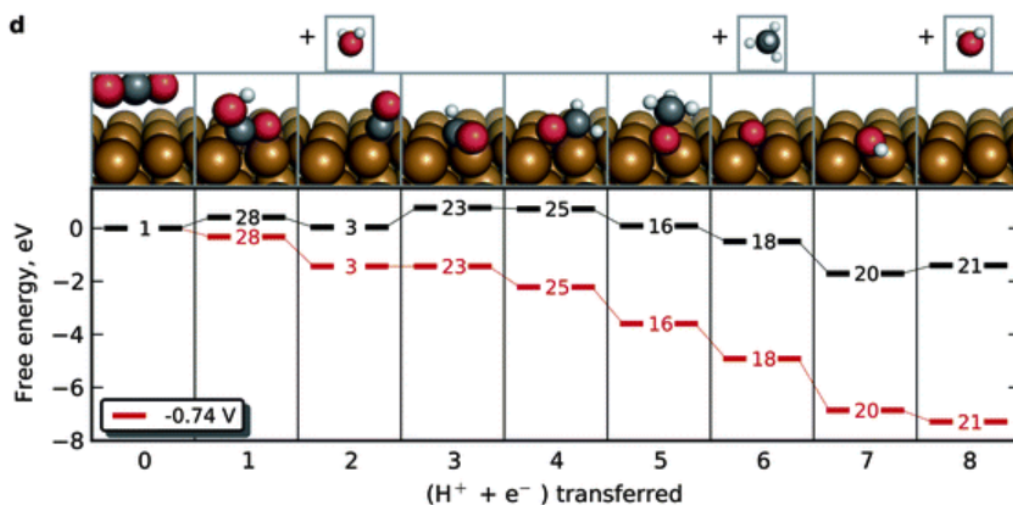 d
+ + +
0 1 28 3 23 25 16 18 20 21
28 3 23 25 16 18 20 21
−2
−4
−6
−8
Free energy, eV
-0.74 V
0 1 2 3 4 5 6 7 8
(H⁺ + e⁻ ) transferred